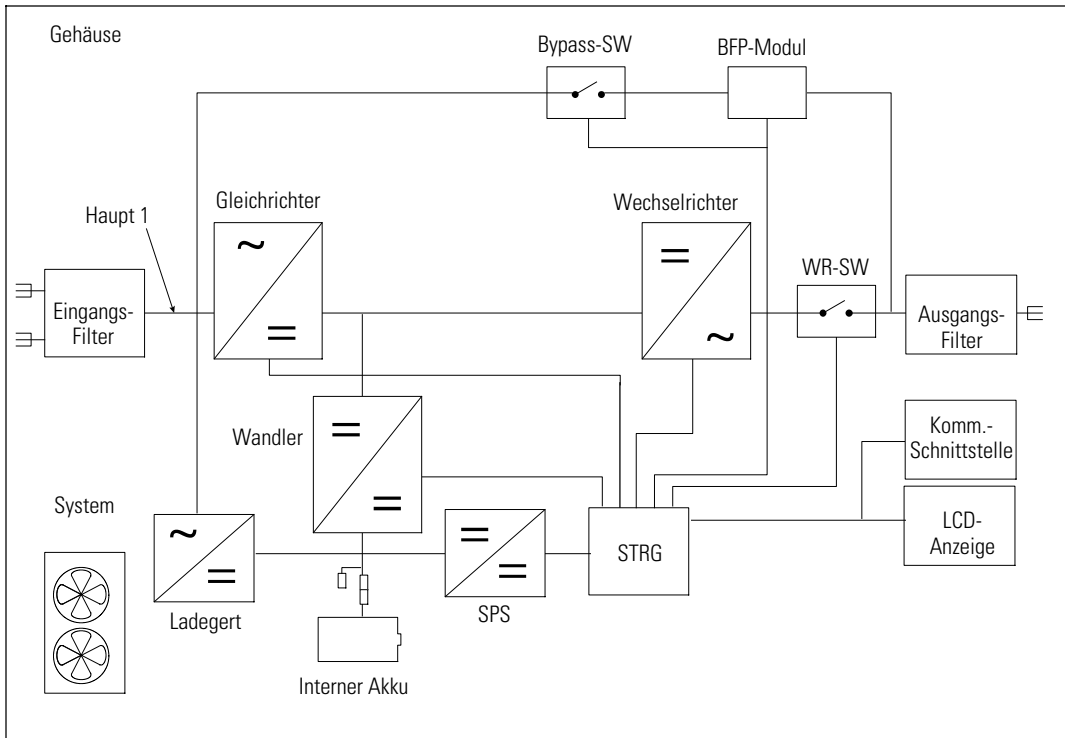 Gehäuse
Bypass-SW
BFP-Modul
Gleichrichter
Wechselrichter
Haupt 1
WR-SW
Eingangs-
Filter
Ausgangs-
Filter
Wandler
Komm.-
Schnittstelle
System
LCD-
Anzeige
STRG
Ladegert
SPS
Interner Akku